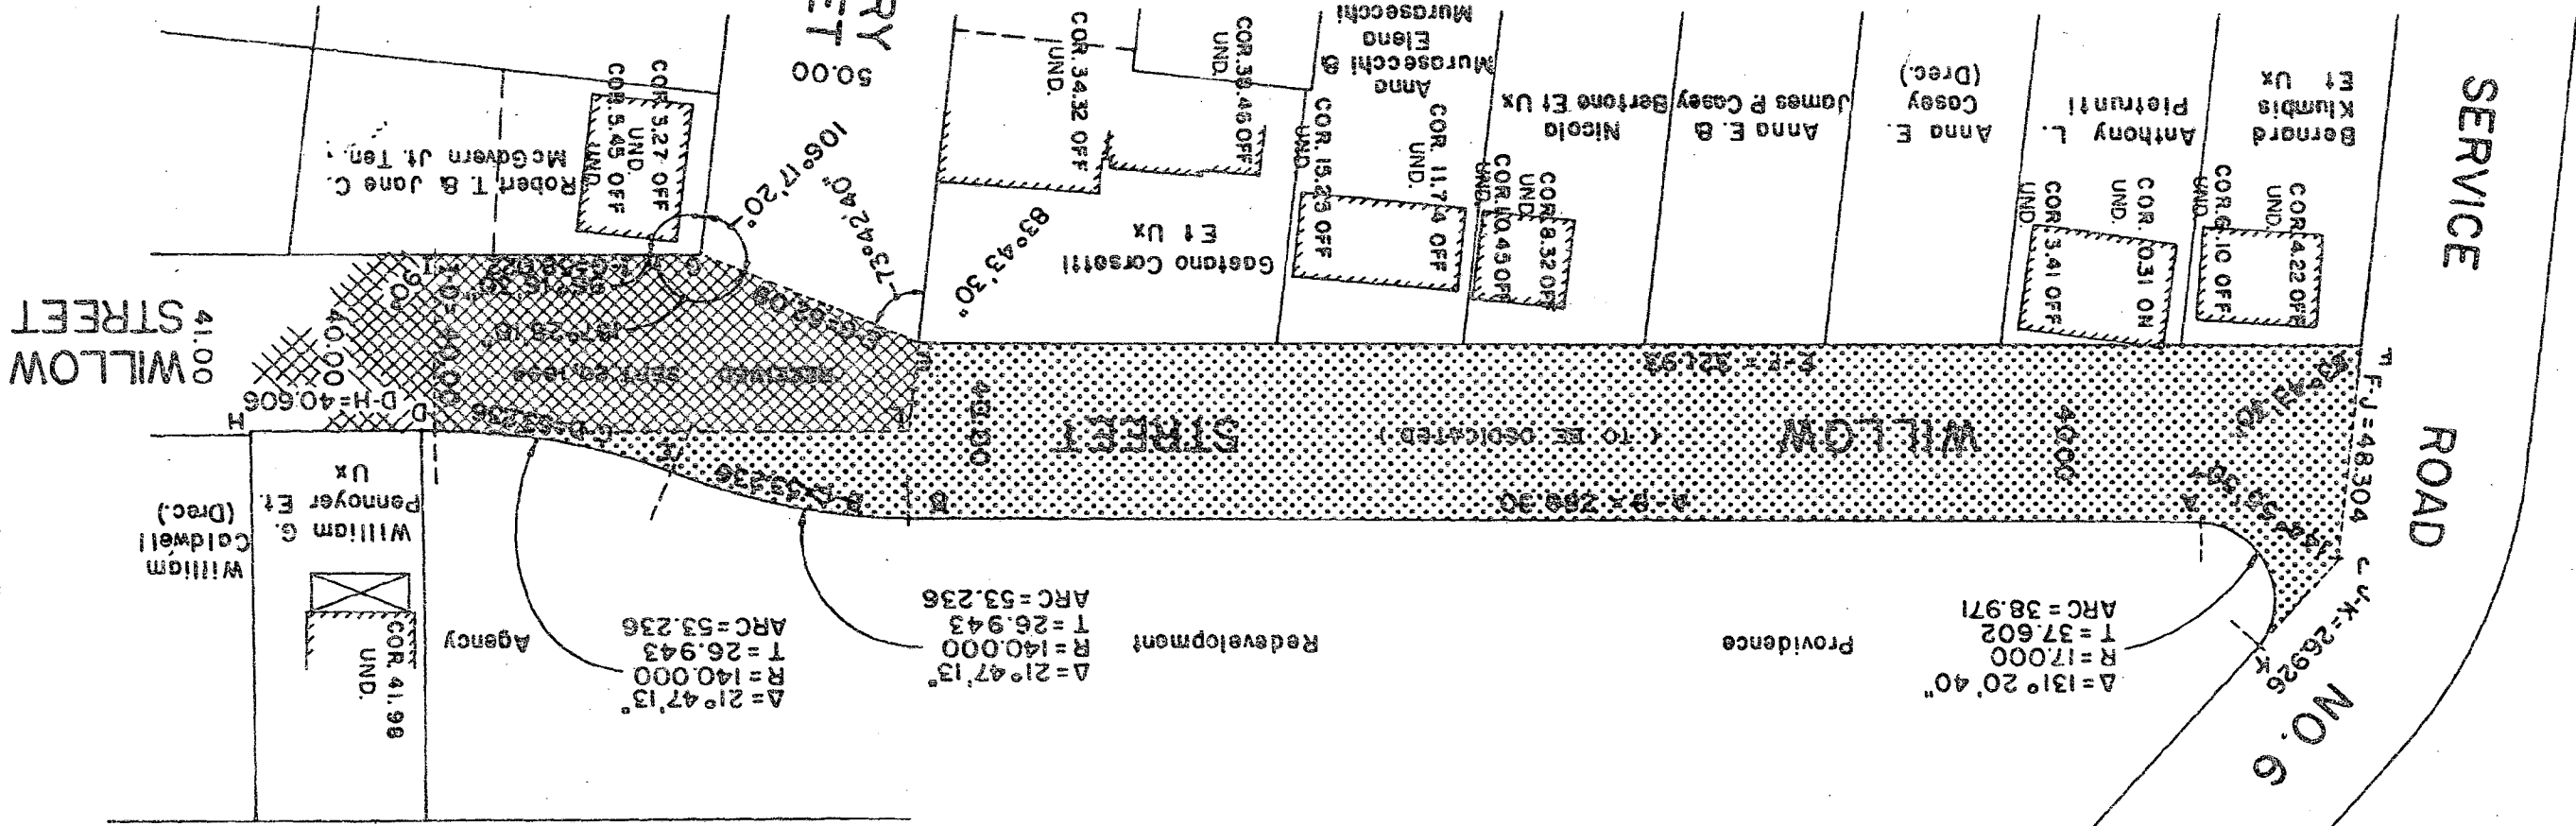 SERVICE
ROAD
NO. 6
Bernard
Klumbis
Et Ux
Anthony L.
Pietrunti
Anna E.
Casey
(Drec.)
Anna E. &
James P. Casey
Nicola
Bertone Et Ux
Anna
Murasecchi &
Elena
Murasecchi
Gaetano Corsetti
Et Ux
Robert T. & Jane C.
McGovern Jt. Ten.
COR. 4.22 OFF
UND.
COR. 6.10 OFF
UND.
COR. 0.31 ON
UND.
COR. 3.41 OFF
UND.
COR. 8.32 OFF
UND.
COR. 10.45 OFF
UND.
COR. 11.74 OFF
UND.
COR. 15.23 OFF
UND.
UND.
COR. 34.32 OFF
UND.
COR. 3.27 OFF
UND.
COR. 5.45 OFF
UND.
50.00
106°17'20"
73°42'40"
83°43'30"
WILLOW
STREET
41.00
WILLOW
STREET
( TO BE DEDICATED )
40.00
F-J=48.304
J-K=26.926
J
K
F
A
B
D
H
D-H=40.606
40.00
Δ=131° 20' 40"
R=17.000
T=37.602
ARC=38.971
Δ=21°47'13"
R=140.000
T=26.943
ARC=53.236
Δ=21°47'13"
R=140.000
T=26.943
ARC=53.236
Providence
Redevelopment
Agency
William G.
Pennoyer Et.
Ux
William
Caldwell
(Drec.)
COR. 41.98
UND.